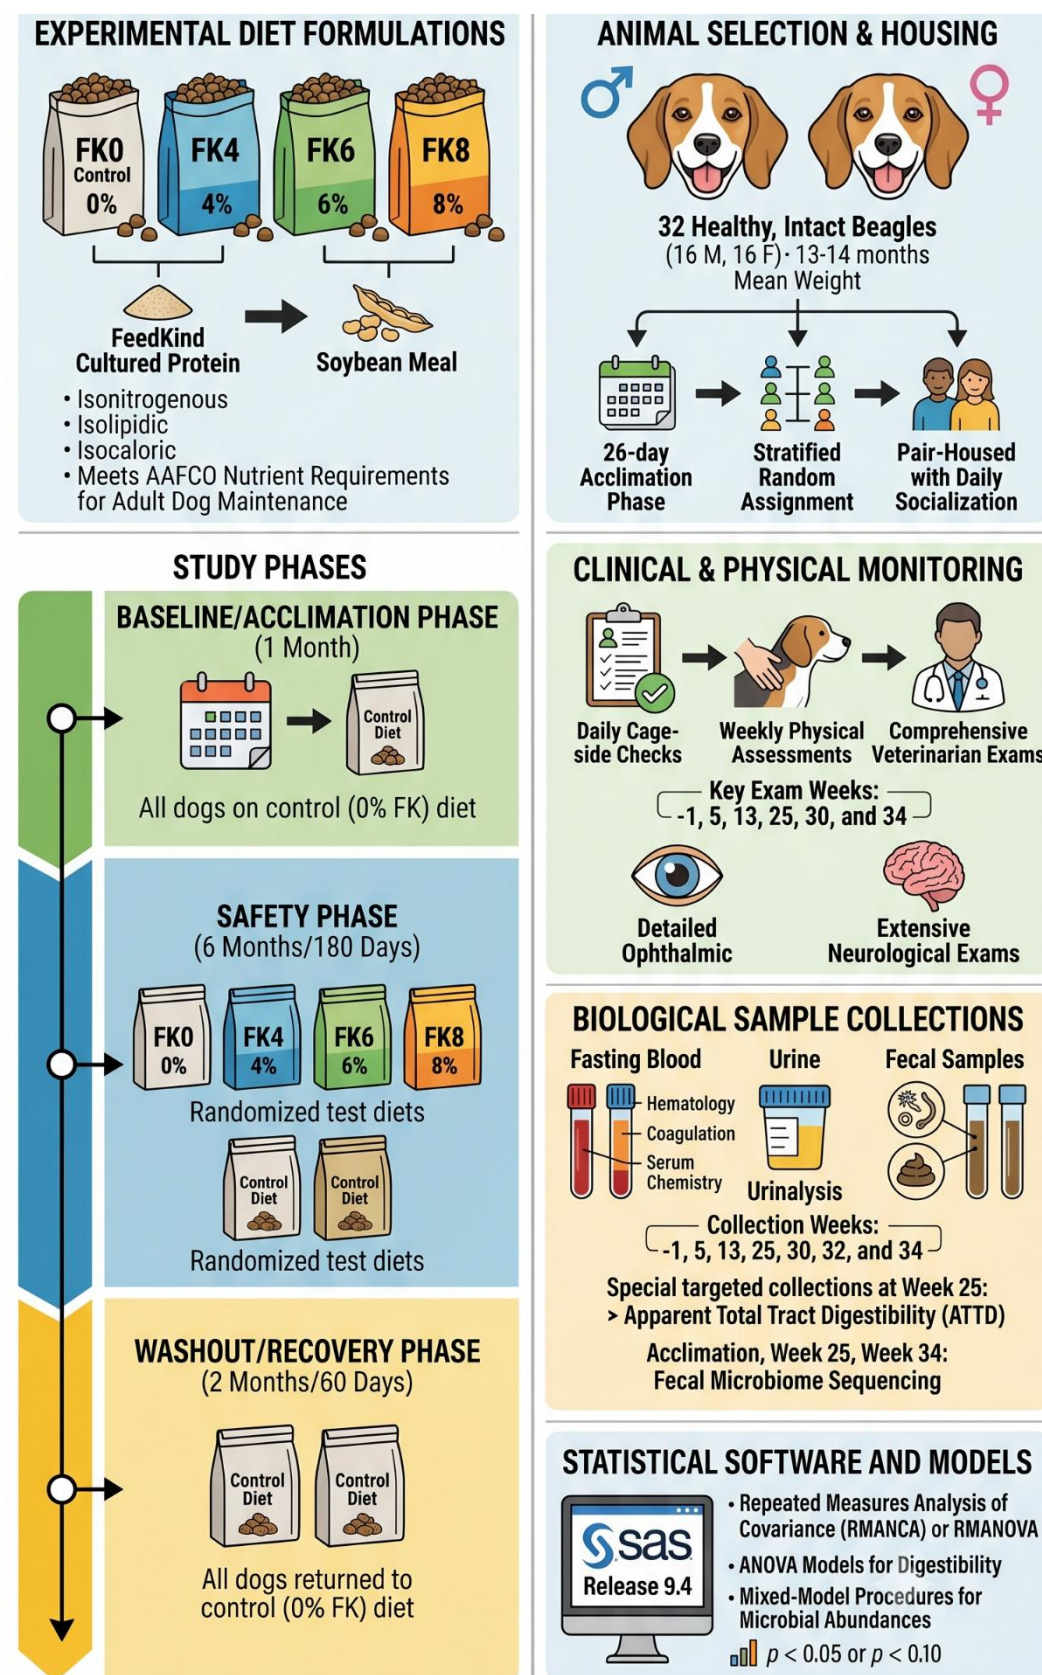 EXPERIMENTAL DIET FORMULATIONS
FK0
Control
0%
FK4
4%
FK6
6%
FK8
8%
FeedKind
Cultured Protein
Soybean Meal
• Isonitrogenous
• Isolipidic
• Isocaloric
• Meets AAFCO Nutrient Requirements
for Adult Dog Maintenance
STUDY PHASES
BASELINE/ACCLIMATION PHASE
(1 Month)
Control
Diet
All dogs on control (0% FK) diet
SAFETY PHASE
(6 Months/180 Days)
FK0
0%
FK4
4%
FK6
6%
FK8
8%
Randomized test diets
Control
Diet
Control
Diet
Randomized test diets
WASHOUT/RECOVERY PHASE
(2 Months/60 Days)
Control
Diet
Control
Diet
All dogs returned to
control (0% FK) diet
ANIMAL SELECTION & HOUSING
32 Healthy, Intact Beagles
(16 M, 16 F) · 13-14 months
Mean Weight
26-day
Acclimation
Phase
Stratified
Random
Assignment
Pair-Housed
with Daily
Socialization
CLINICAL & PHYSICAL MONITORING
Daily Cage-
side Checks
Weekly Physical
Assessments
Comprehensive
Veterinarian Exams
Key Exam Weeks:
-1, 5, 13, 25, 30, and 34
Detailed
Ophthalmic
Extensive
Neurological Exams
BIOLOGICAL SAMPLE COLLECTIONS
Fasting Blood
Hematology
Coagulation
Serum
Chemistry
Urine
Urinalysis
Fecal Samples
Collection Weeks:
-1, 5, 13, 25, 30, 32, and 34
Special targeted collections at Week 25:
> Apparent Total Tract Digestibility (ATTD)
Acclimation, Week 25, Week 34:
Fecal Microbiome Sequencing
STATISTICAL SOFTWARE AND MODELS
sas
Release 9.4
• Repeated Measures Analysis of
Covariance (RMANCA) or RMANOVA
• ANOVA Models for Digestibility
• Mixed-Model Procedures for
Microbial Abundances
p < 0.05 or p < 0.10